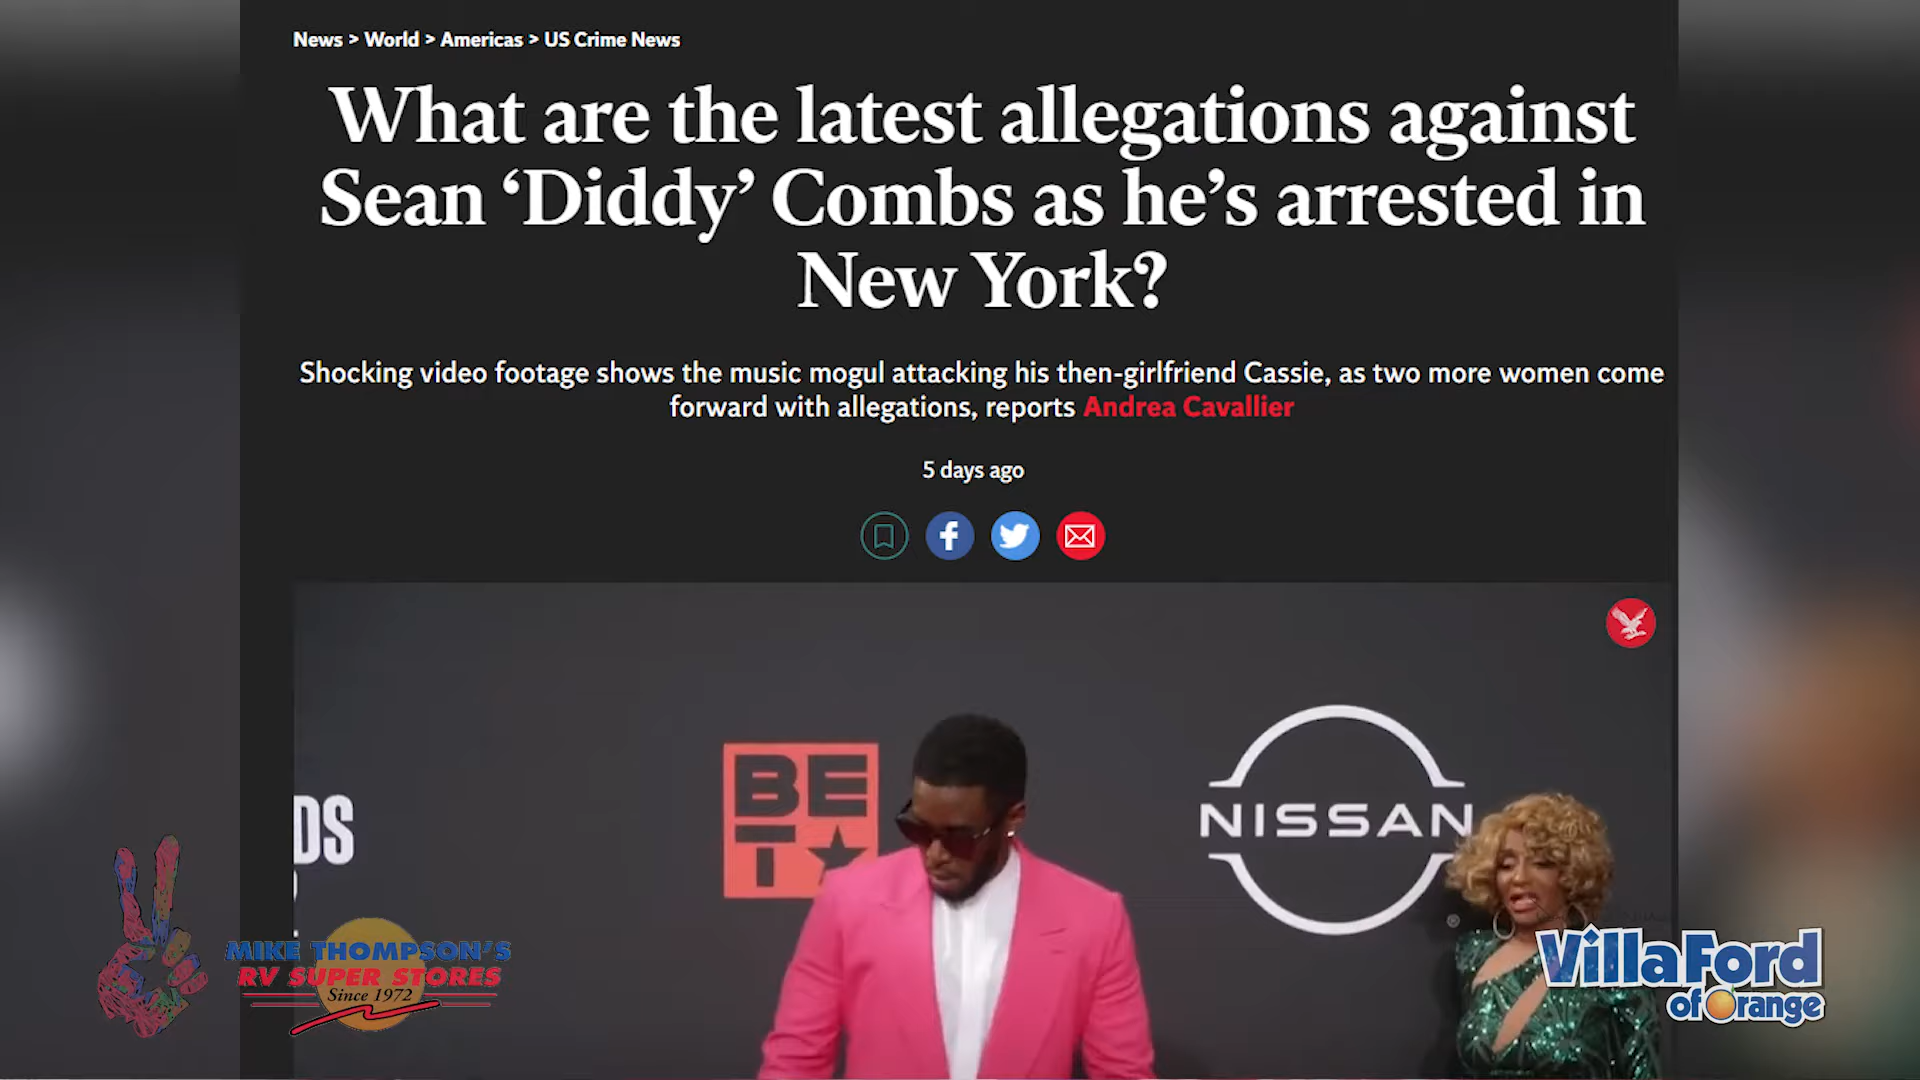 News > World > Americas > US Crime News
What are the latest allegations against
Sean ‘Diddy’ Combs as he’s arrested in
New York?
Shocking video footage shows the music mogul attacking his then-girlfriend Cassie, as two more women come
forward with allegations, reports Andrea Cavallier
5 days ago
DS
BE
T★
NISSAN
®
MIKE THOMPSON'S
RV SUPER STORES
Since 1972
Villa Ford
of Orange